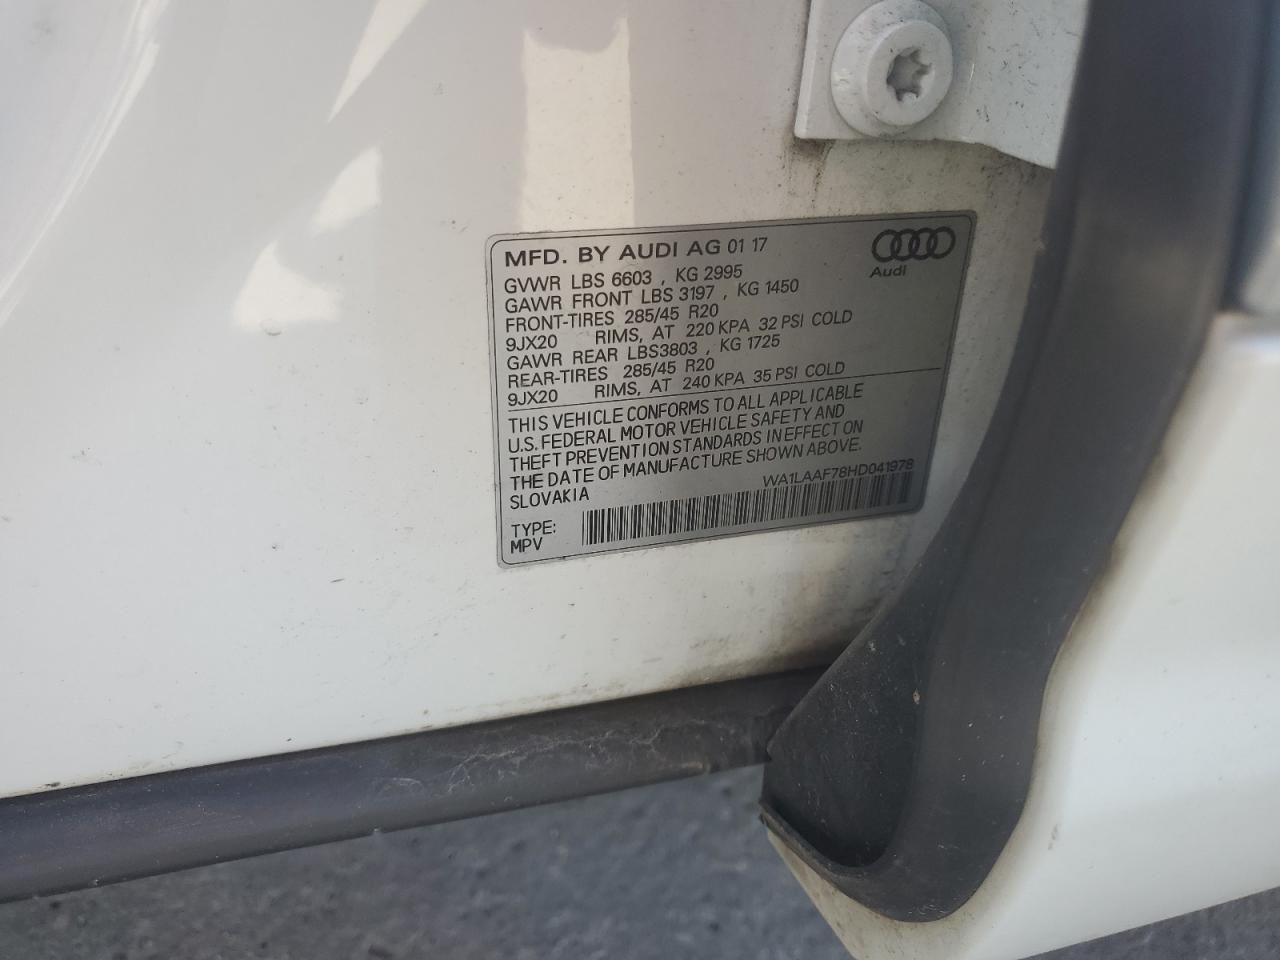 MFD. BY AUDI AG 01 17
Audi
GVWR LBS 6603 , KG 2995
GAWR FRONT LBS 3197 , KG 1450
FRONT-TIRES 285/45 R20
9JX20 RIMS, AT 220 KPA 32 PSI COLD
GAWR REAR LBS3803 , KG 1725
REAR-TIRES 285/45 R20
9JX20 RIMS, AT 240 KPA 35 PSI COLD
THIS VEHICLE CONFORMS TO ALL APPLICABLE
U.S. FEDERAL MOTOR VEHICLE SAFETY AND
THEFT PREVENTION STANDARDS IN EFFECT ON
THE DATE OF MANUFACTURE SHOWN ABOVE.
SLOVAKIA WA1LAAF78HD041978
TYPE:
MPV